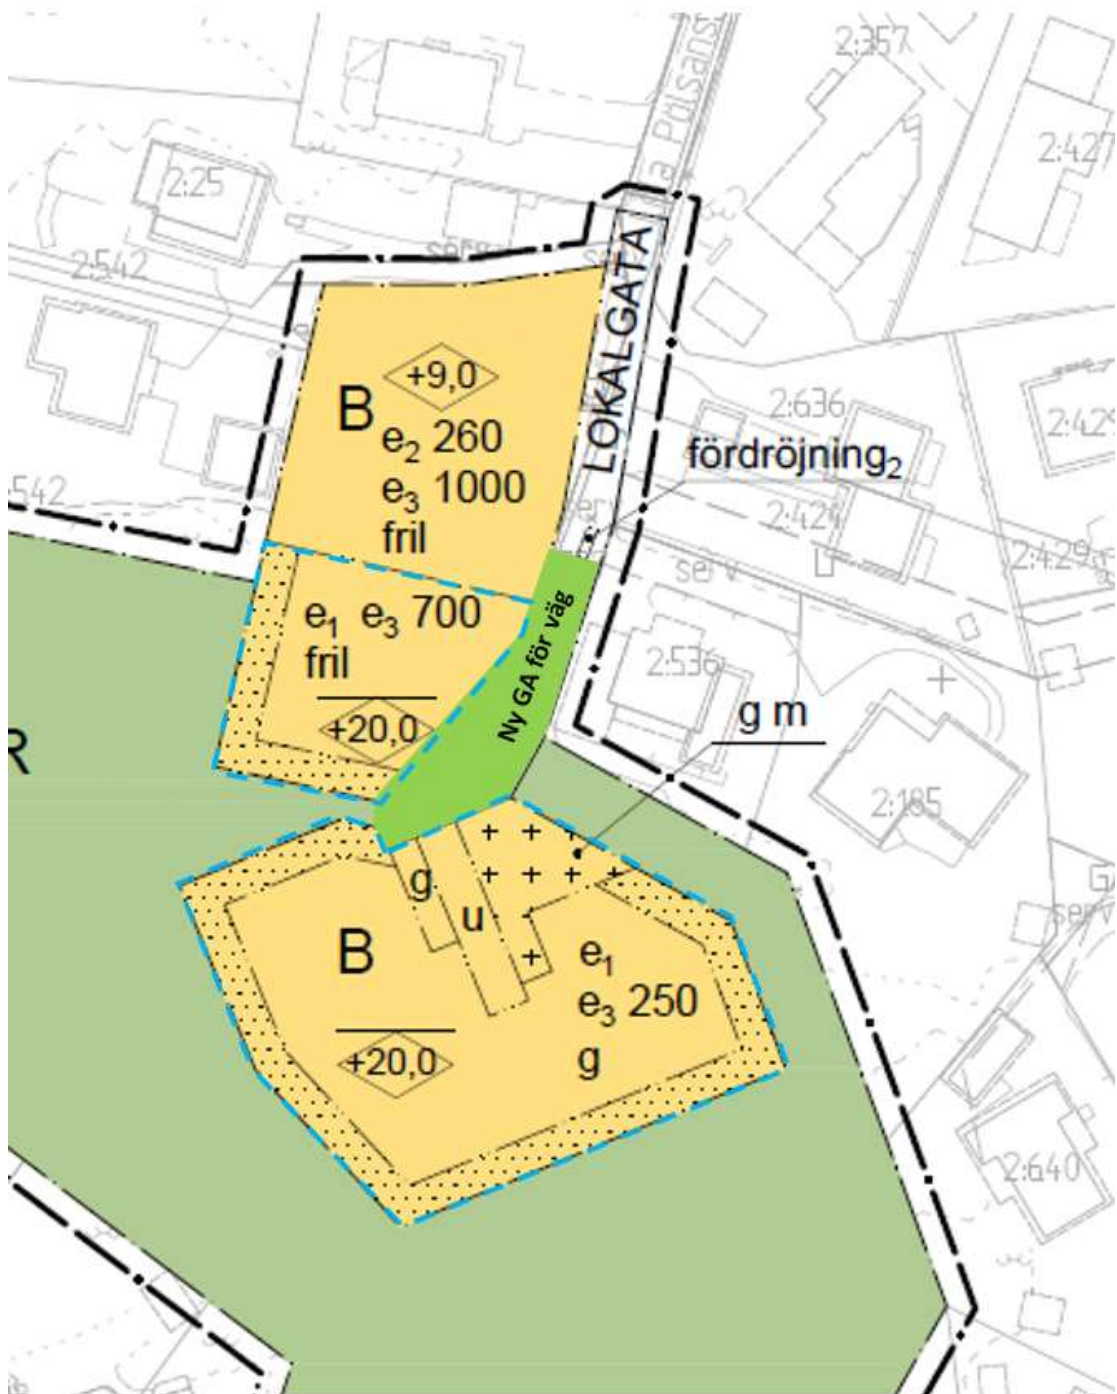 2:357
2:427
2:25
2:542
LOKALGATA
+9,0
B
e₂ 260
e₃ 1000
fril
2:636
2:429
fördröjning₂
:542
2:424
serv
2:429
e₁ e₃ 700
fril
+20,0
Ny GA för väg
2:536
g m
R
2:185
g
u
B
e₁
e₃ 250
g
+20,0
serv
2:640